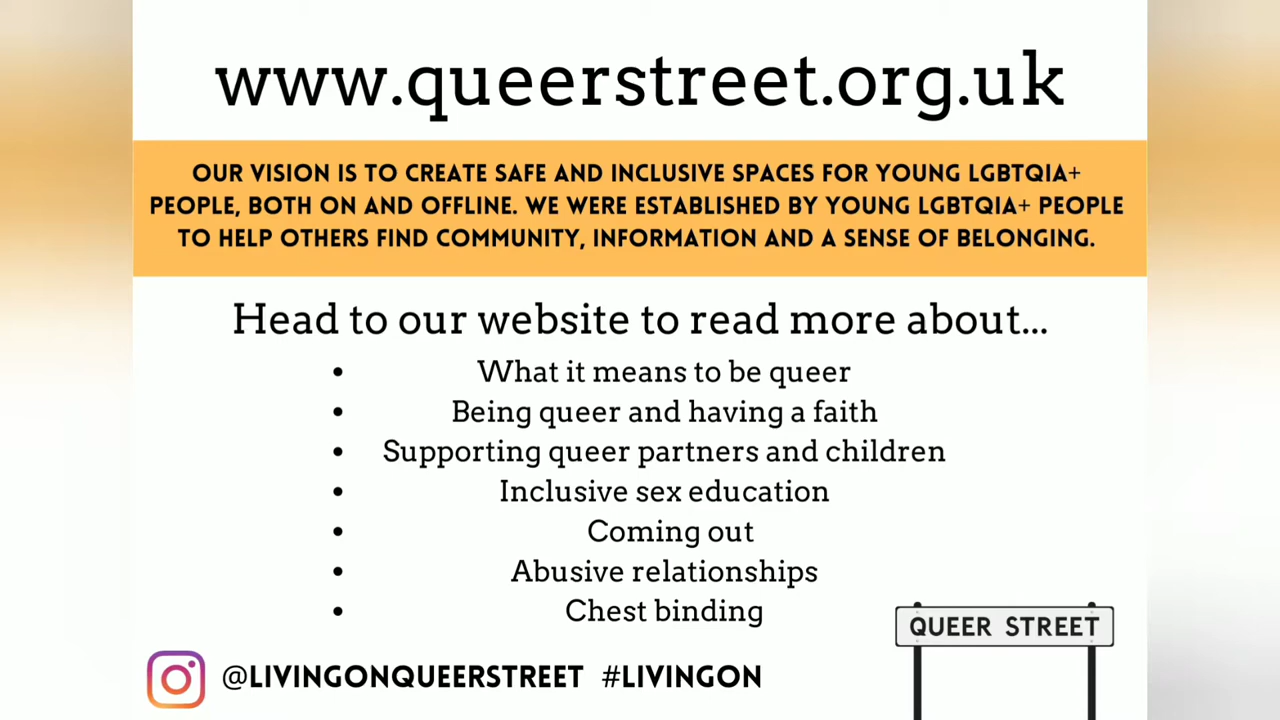 www.queerstreet.org.uk
OUR VISION IS TO CREATE SAFE AND INCLUSIVE SPACES FOR YOUNG LGBTQIA+
PEOPLE, BOTH ON AND OFFLINE. WE WERE ESTABLISHED BY YOUNG LGBTQIA+ PEOPLE
TO HELP OTHERS FIND COMMUNITY, INFORMATION AND A SENSE OF BELONGING.
Head to our website to read more about...
• What it means to be queer
• Being queer and having a faith
• Supporting queer partners and children
• Inclusive sex education
• Coming out
• Abusive relationships
• Chest binding
QUEER STREET
@LIVINGONQUEERSTREET #LIVINGON